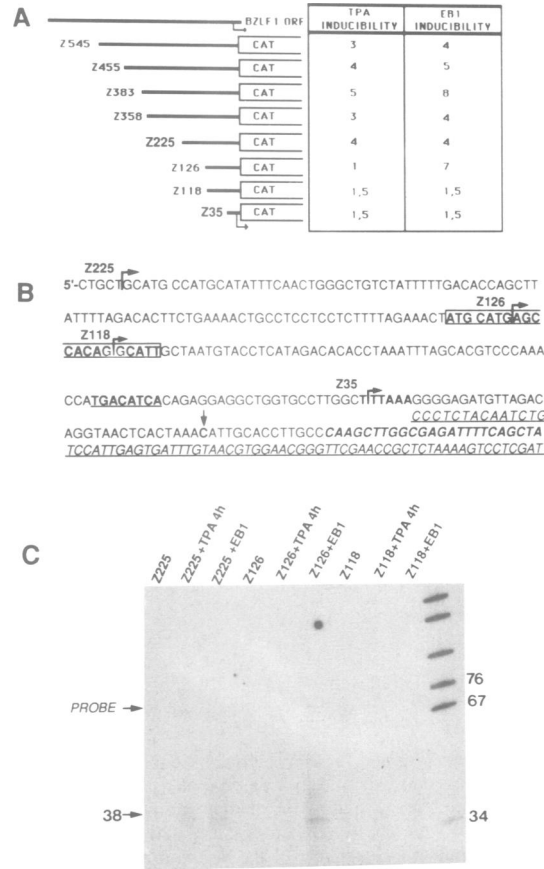 A
BZLF1 ORF
TPA INDUCIBILITY
EB1 INDUCIBILITY
Z545 CAT 3 4
Z455 CAT 4 5
Z383 CAT 5 8
Z358 CAT 3 4
Z225 CAT 4 4
Z126 CAT 1 7
Z118 CAT 1,5 1,5
Z35 CAT 1,5 1,5
B
Z225
5'-CTGCTGCATG CCATGCATATTTCAACTGGGCTGTCTATTTTTGACACCAGCTT
Z126
ATTTTAGACACTTCTGAAAACTGCCTCCTCCTCTTTTAGAAACTATG CATGAGC
Z118
CACAGGCATTGCTAATGTACCTCATAGACACACCTAAATTTAGCACGTCCCAAA
Z35
CCATGACATCACAGAGGAGGCTGGTGCCTTGGCTTTAAAGGGGAGATGTTAGAC
CCCTCTACAATCTG
AGGTAACTCACTAAACATTGCACCTTGCCCAAGCTTGGCGAGATTTTCAGCTA
TCCATTGAGTGATTTGTAACGTGGAACGGGTTCGAACCGCTCTAAAAGTCCTCGAT
C
Z225
Z225+TPA 4h
Z225+EB1
Z126
Z126+TPA 4h
Z126+EB1
Z118
Z118+TPA 4h
Z118+EB1
76
PROBE
67
38
34